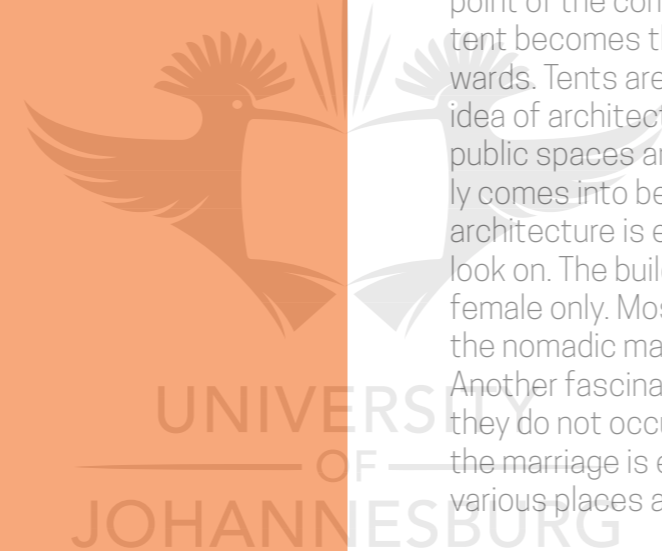 point of the con
tent becomes t
wards. Tents are
idea of architect
public spaces a
ly comes into be
architecture is e
look on. The buil
female only. Mos
the nomadic ma
Another fascina
they do not occu
the marriage is e
various places a
UNIVERSITY
OF
JOHANNESBURG